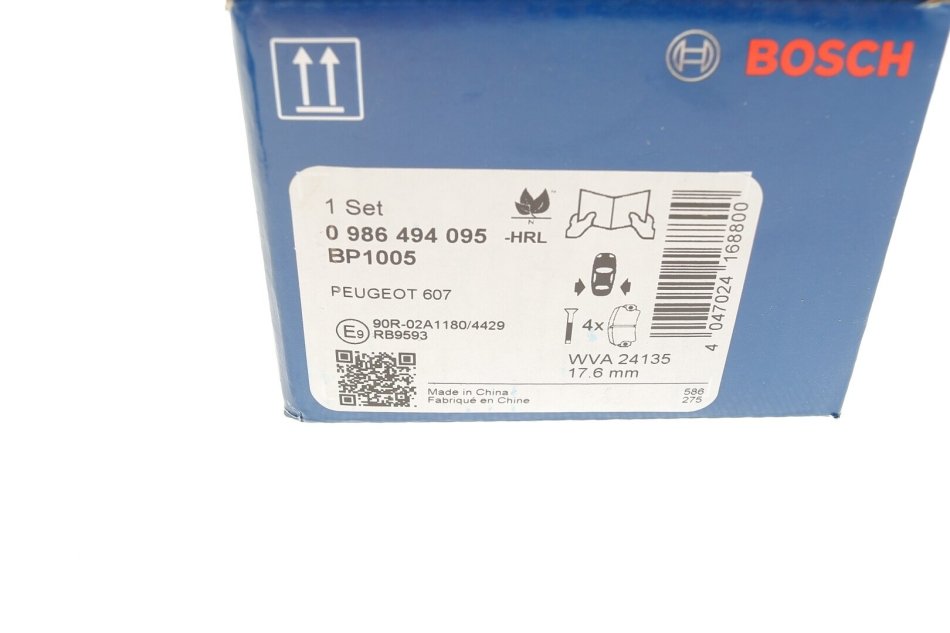 BOSCH
1 Set
0 986 494 095 -HRL
BP1005
PEUGEOT 607
E9 90R-02A1180/4429
RB9593
N
4x
WVA 24135
17.6 mm
Made in China
Fabriqué en Chine
586
275
4 047024 168800